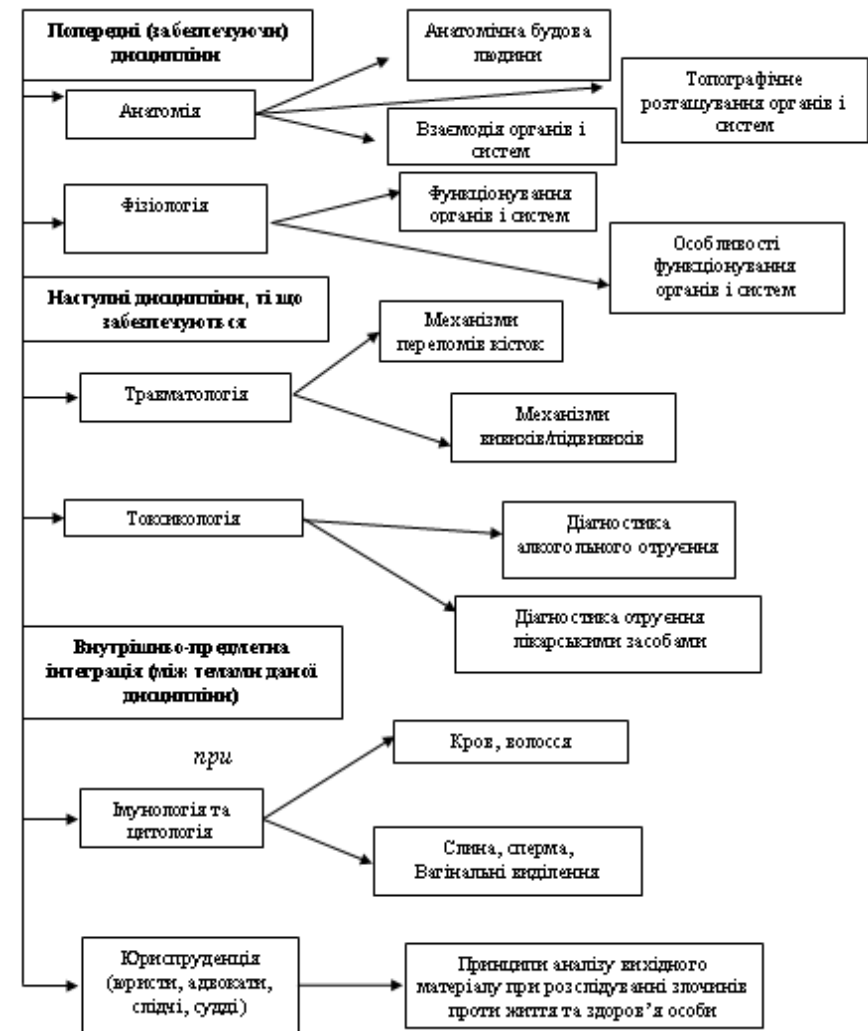 Попередні (забезпечуючи)
дисципліни
Анатомія
Анатомічна будова
людини
Топографічне
розташування органів і
систем
Взаємодія органів і
систем
Фізіологія
Функціонування
органів і систем
Особливості
функціонування
органів і систем
Наступні дисципліни, ті що
забезпечуються
Травматологія
Механізми
переломів кісток
Механізми
вивихів/підвивихів
Токсикологія
Діагностика
алкогольного отруєння
Діагностика отруєння
лікарськими засобами
Внутрішньо-предметна
інтеграція (між темами даної
дисципліни)
при
Імунологія та
цитологія
Кров, волосся
Слина, сперма,
Вагінальні виділення
Юриспруденція
(юристи, адвокати,
слідчі, судді)
Принципи аналізу вихідного
матеріалу при розслідуванні злочинів
проти життя та здоров’я особи